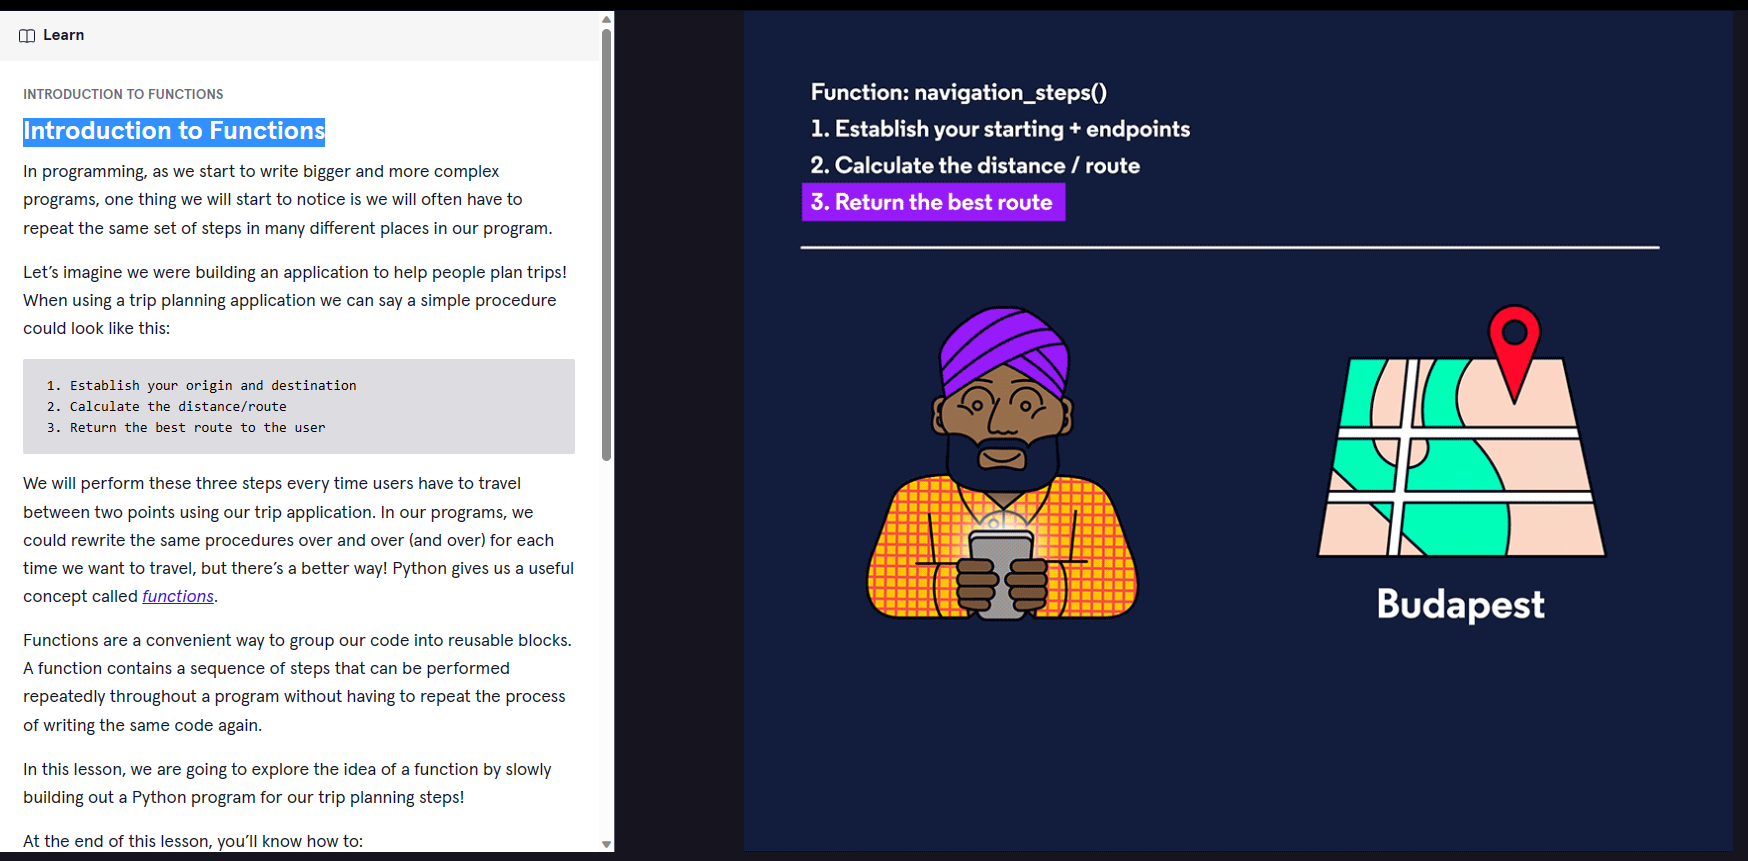 Learn
INTRODUCTION TO FUNCTIONS
Introduction to Functions
In programming, as we start to write bigger and more complex
programs, one thing we will start to notice is we will often have to
repeat the same set of steps in many different places in our program.
Let’s imagine we were building an application to help people plan trips!
When using a trip planning application we can say a simple procedure
could look like this:
1. Establish your origin and destination
2. Calculate the distance/route
3. Return the best route to the user
We will perform these three steps every time users have to travel
between two points using our trip application. In our programs, we
could rewrite the same procedures over and over (and over) for each
time we want to travel, but there’s a better way! Python gives us a useful
concept called functions.
Functions are a convenient way to group our code into reusable blocks.
A function contains a sequence of steps that can be performed
repeatedly throughout a program without having to repeat the process
of writing the same code again.
In this lesson, we are going to explore the idea of a function by slowly
building out a Python program for our trip planning steps!
At the end of this lesson, you’ll know how to:
Function: navigation_steps()
1. Establish your starting + endpoints
2. Calculate the distance / route
3. Return the best route
Budapest